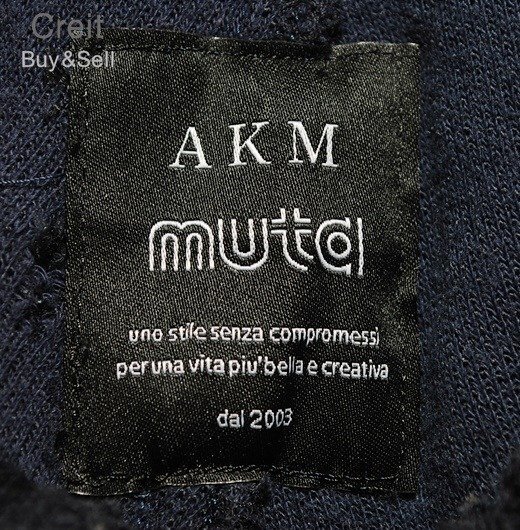 Creit
Buy&Sell
AKM
muta
uno stile senza compromessi
per una vita piu' bella e creativa
dal 2003